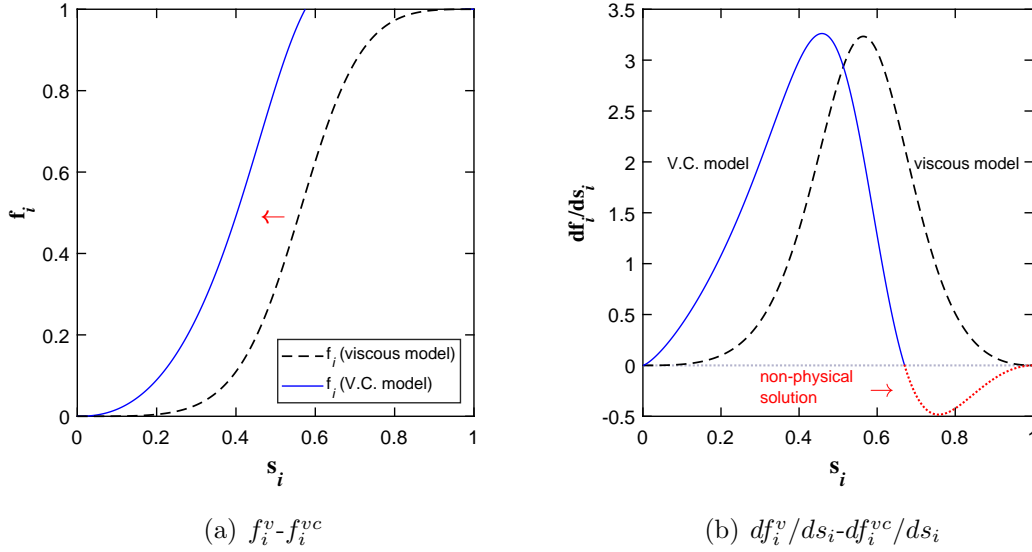 1
0.8
0.6
0.4
0.2
0
0 0.2 0.4 0.6 0.8 1
f_i
s_i
f_i (viscous model)
f_i (V.C. model)
(a) f_i^v-f_i^{vc}
3.5
3
2.5
2
1.5
1
0.5
0
-0.5
0 0.2 0.4 0.6 0.8 1
df_i/ds_i
s_i
V.C. model
viscous model
non-physical
solution
(b) df_i^v/ds_i-df_i^{vc}/ds_i